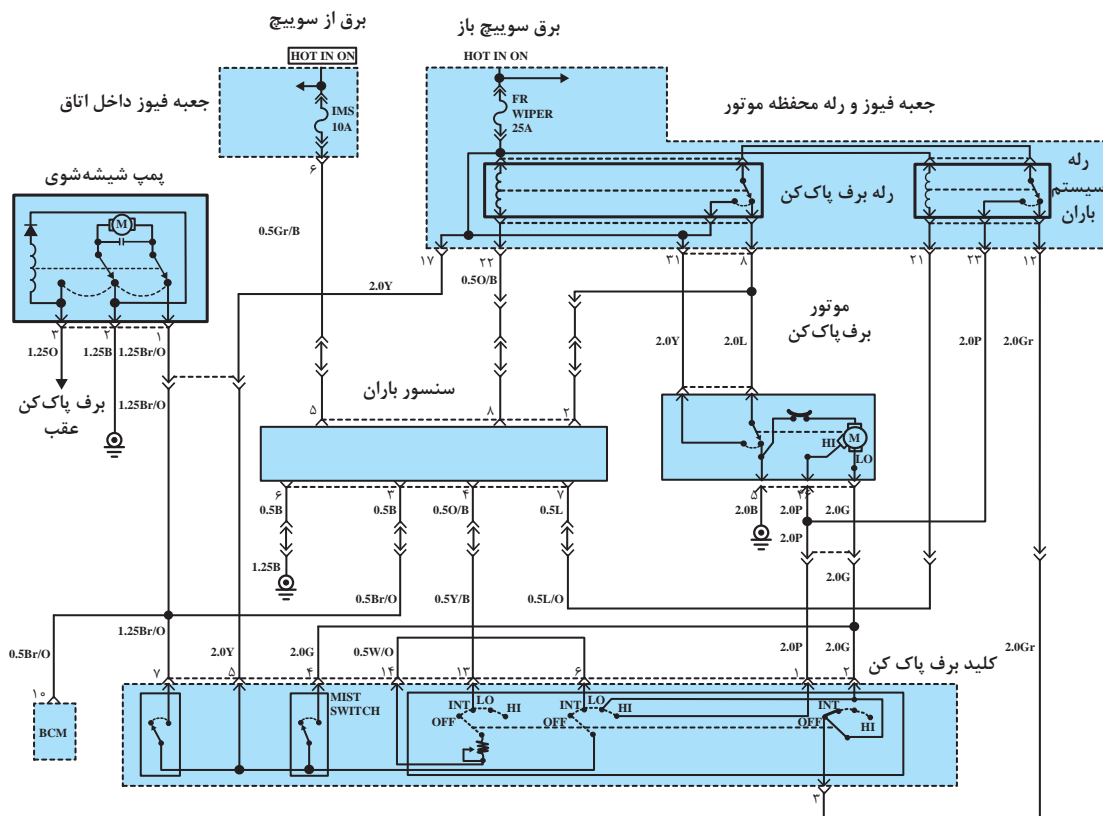 برق از سوییچ
برق سوییچ باز
HOT IN ON
HOT IN ON
جعبه فیوز داخل اتاق
IMS
10A
FR
WIPER
25A
جعبه فیوز و رله محفظه موتور
۶
پمپ شیشه‌شوی
M
رله برف پاک‌کن
رله
سیستم
باران
0.5Gr/B
۱۷
۲۲
۳۱
۸
۲۱
۲۳
۱۲
2.0Y
0.5O/B
۳
۲
۱
1.25O
1.25B
1.25Br/O
موتور
برف‌پاک‌کن
2.0Y
2.0L
2.0P
2.0Gr
برف پاک‌کن
عقب
1.25Br/O
سنسور باران
۵
۸
۲
HI
M
LO
۶
۳
۴
۷
0.5B
0.5B
0.5O/B
0.5L
۵
2.0B
2.0P
2.0G
2.0P
1.25B
2.0G
0.5Br/O
0.5Y/B
0.5L/O
0.5Br/O
1.25Br/O
2.0Y
2.0G
0.5W/O
2.0P
2.0G
2.0Gr
کلید برف پاک کن
۷
۵
۴
۱۴
۱۳
۶
۱
۲
۱۰
BCM
MIST
SWITCH
OFF
INT
LO
HI
OFF
INT
LO
HI
OFF
INT
HI
۳